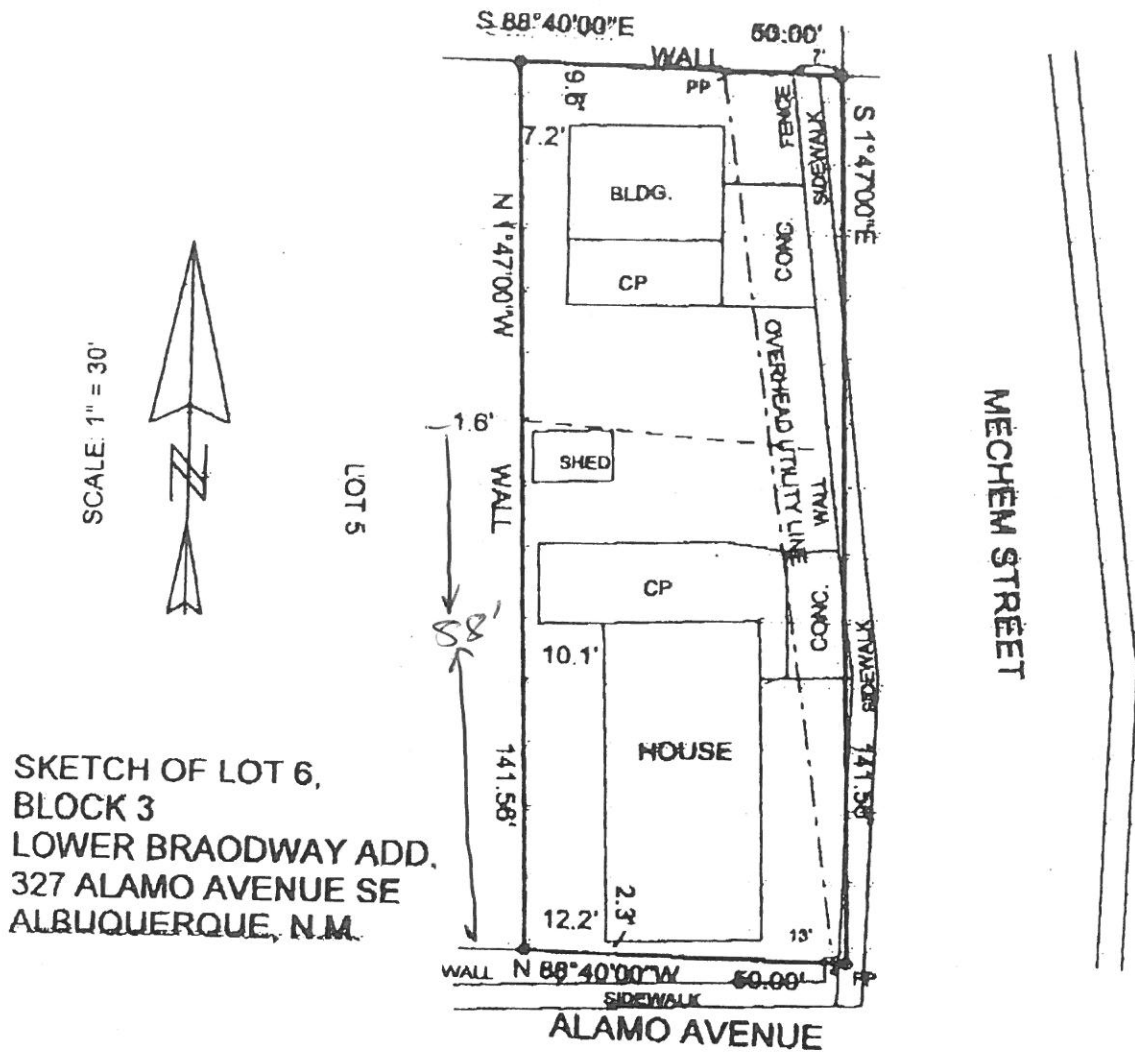 S 88°40'00"E
50.00'
WALL
7'
PP
9.6'
FENCE
SIDEWALK
S 1°47'00"E
7.2'
BLDG.
N 1°47'00"W
CONC.
CP
SCALE: 1" = 30'
N
OVERHEAD UTILITY LINE
MECHEM STREET
1.6'
SHED
LOT 5
WALL
WALL
CP
CONC.
88'
10.1'
SIDEWALK
HOUSE
141.58'
141.58'
SKETCH OF LOT 6,
BLOCK 3
LOWER BRAODWAY ADD.
327 ALAMO AVENUE SE
ALBUQUERQUE, N.M.
2.3'
12.2'
13'
WALL
N 88°40'00"W
50.00'
PP
SIDEWALK
ALAMO AVENUE